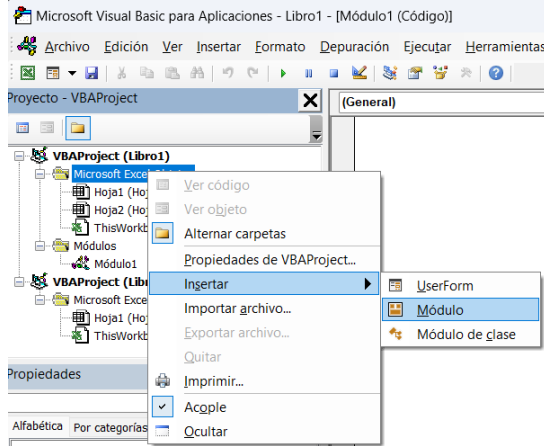 Microsoft Visual Basic para Aplicaciones - Libro1 - [Módulo1 (Código)]
Archivo Edición Ver Insertar Formato Depuración Ejecutar Herramientas
Proyecto - VBAProject
(General)
VBAProject (Libro1)
Microsoft Excel
Hoja1 (Ho
Hoja2 (Ho
ThisWorkb
Módulos
Módulo1
VBAProject (Lib
Microsoft Exce
Hoja1 (Ho
ThisWorkb
Ver código
Ver objeto
Alternar carpetas
Propiedades de VBAProject...
Insertar
Importar archivo...
Exportar archivo...
Quitar
Imprimir...
Acople
Ocultar
UserForm
Módulo
Módulo de clase
Propiedades
Alfabética Por categorías